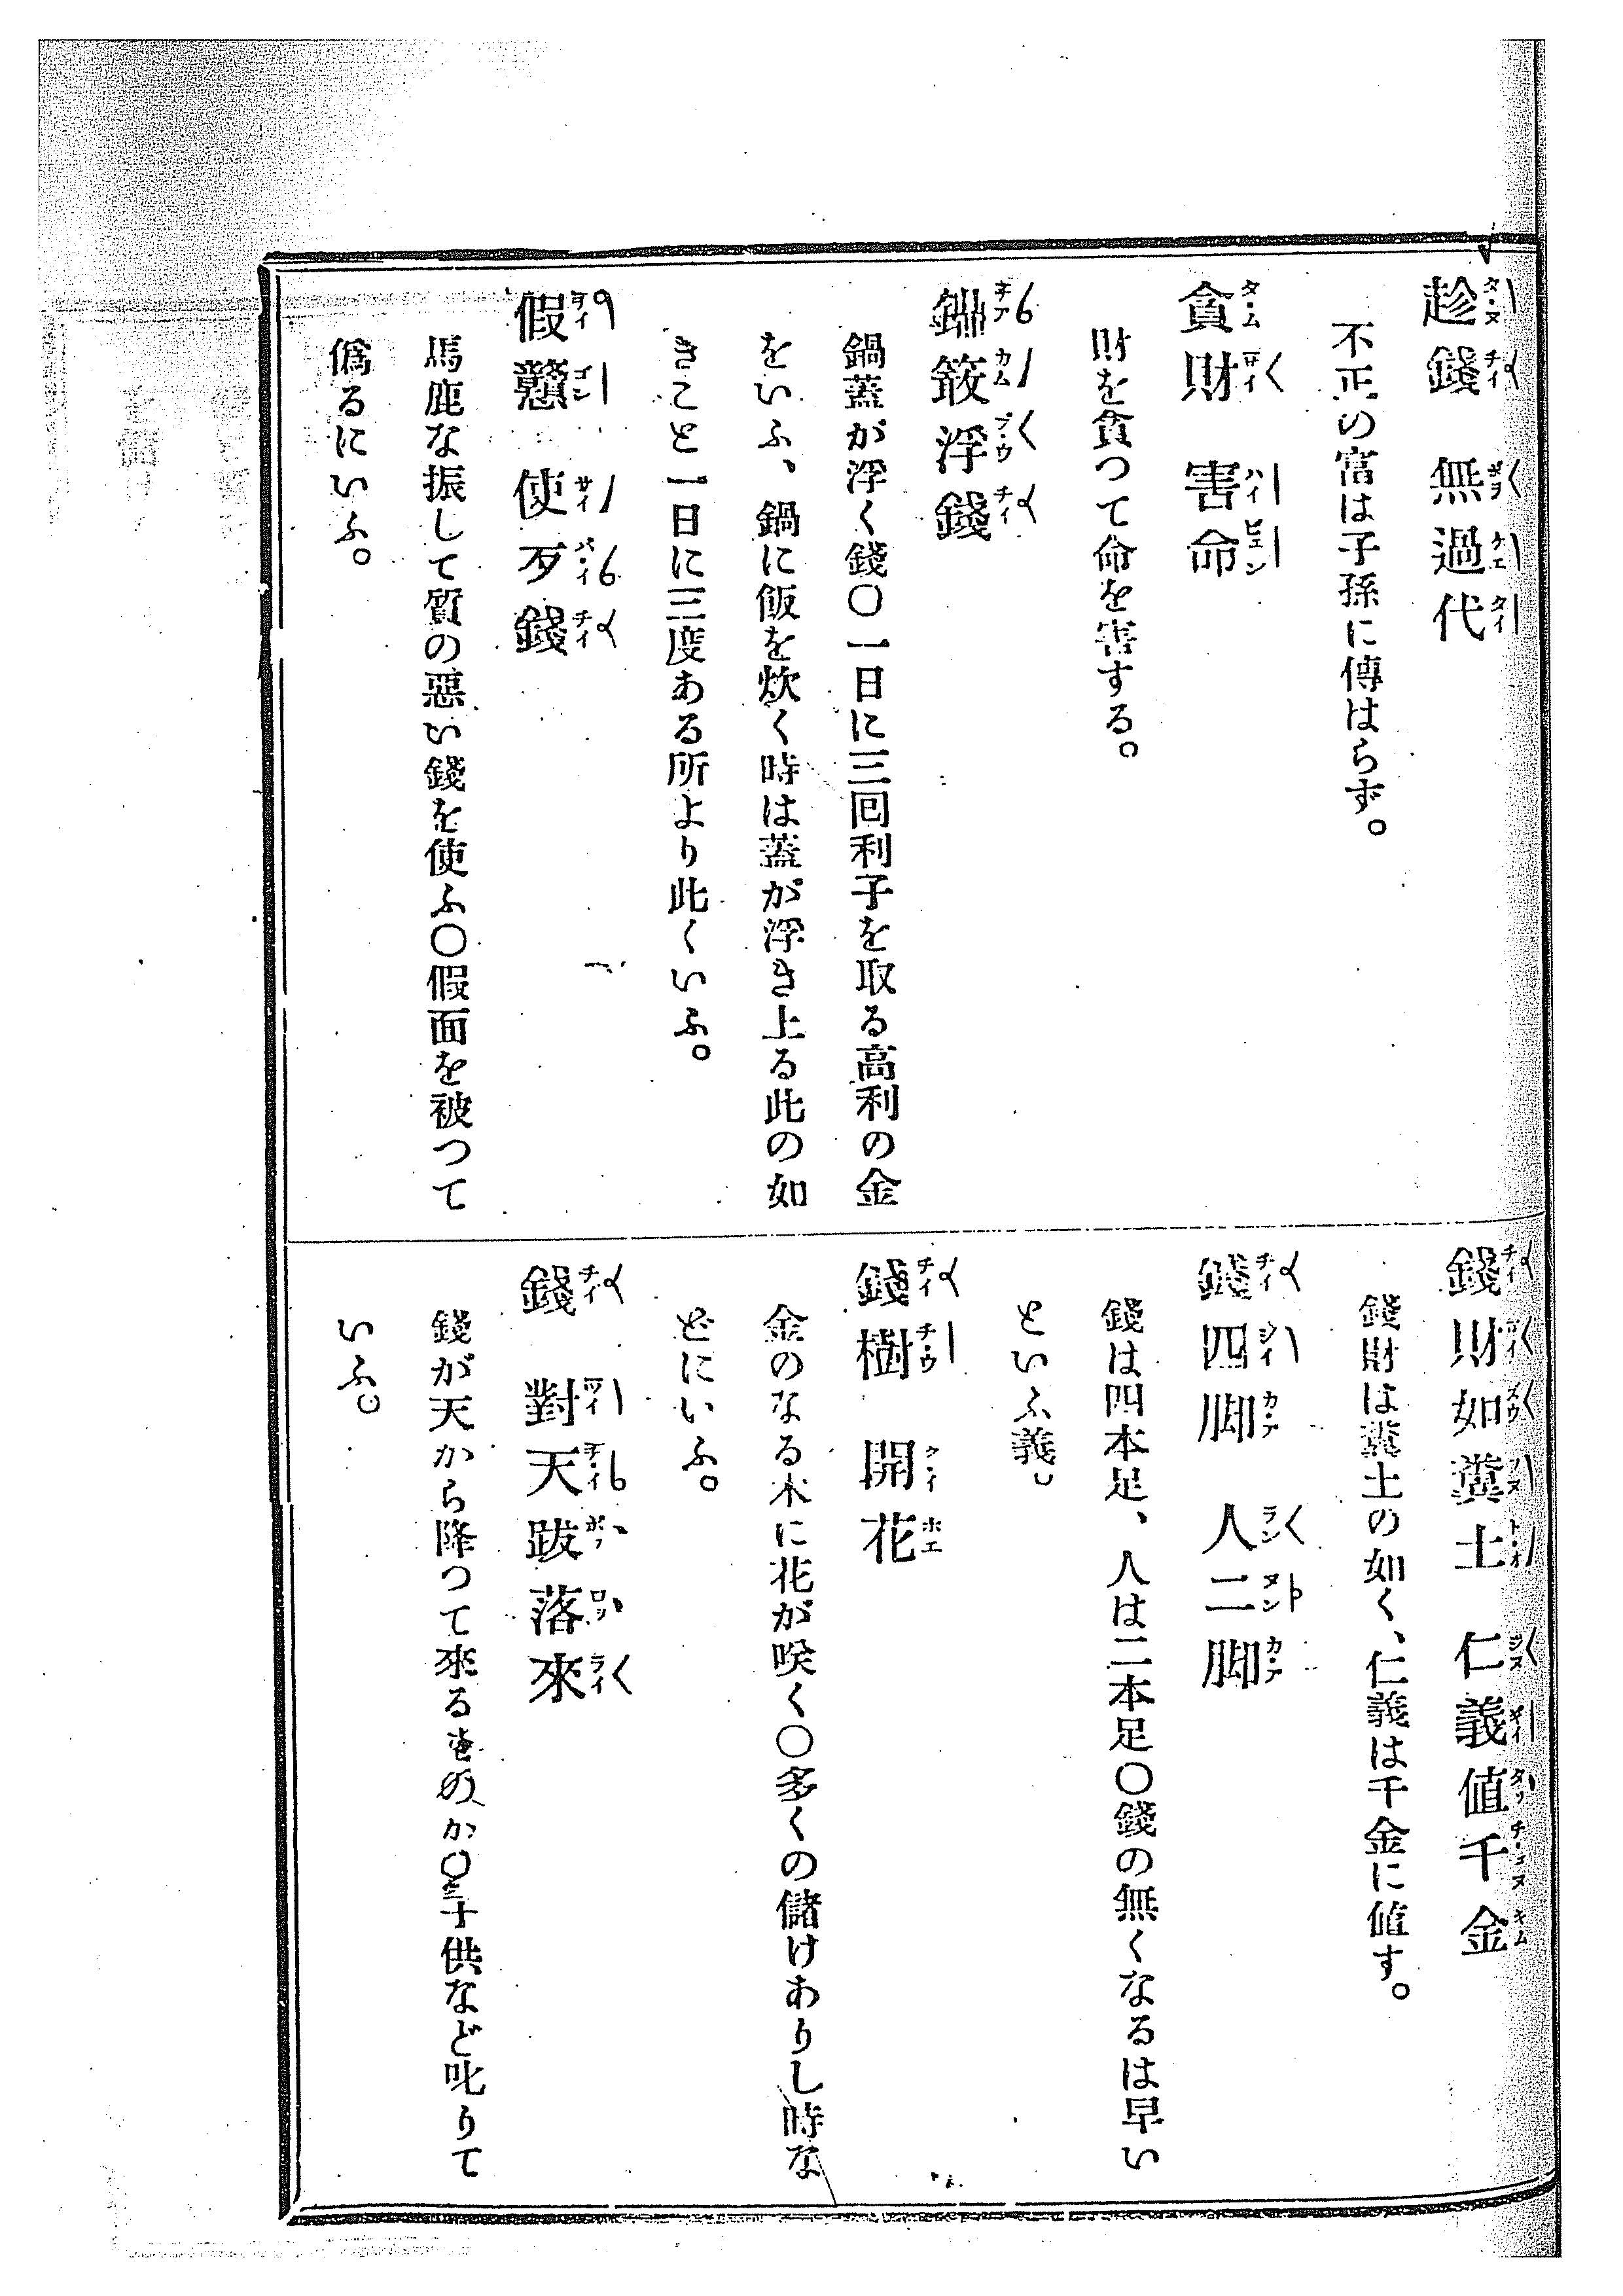 趁錢 無過代
不正の富は子孫に傳はらず。
貪財 害命
財を貪つて命を害する。
鼎笅浮錢
鍋蓋が浮く錢〇一日に三回利子を取る高利の金
をいふ、鍋に飯を炊く時は蓋が浮き上る此の如
きこと一日に三度ある所より此くいふ。
假戇 使歹錢
馬鹿な振して質の惡い錢を使ふ〇假面を被つて
僞るにいふ。
錢財如糞土 仁義値千金
錢財は糞土の如く、仁義は千金に値す。
錢四脚 人二脚
錢は四本足、人は二本足〇錢の無くなるは早い
といふ義。
錢樹 開花
金のなる木に花が咲く〇多くの儲けありし時な
どにいふ。
錢 對天跋落來
錢が天から降つて來るものか〇子供など叱りて
いふ。